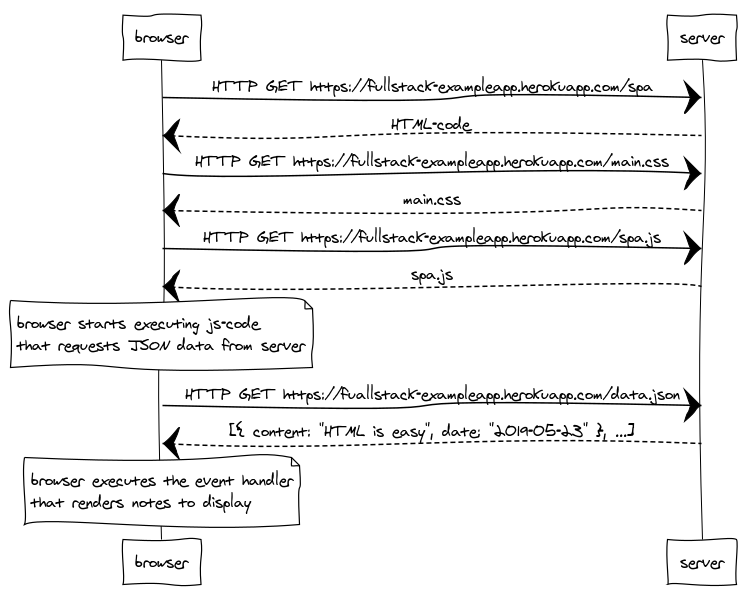 browser
server
HTTP GET https://fullstack-exampleapp.herokuapp.com/spa
HTML-code
HTTP GET https://fullstack-exampleapp.herokuapp.com/main.css
main.css
HTTP GET https://fullstack-exampleapp.herokuapp.com/spa.js
spa.js
browser starts executing js-code
that requests JSON data from server
HTTP GET https://fuallstack-exampleapp.herokuapp.com/data.json
[{ content: "HTML is easy", date: "2019-05-23" }, ...]
browser executes the event handler
that renders notes to display
browser
server